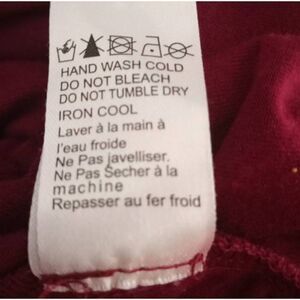 HAND WASH COLD
DO NOT BLEACH
DO NOT TUMBLE DRY
IRON COOL
Laver à la main à
l'eau froide
Ne Pas javelliser.
Ne Pas Sècher à la
machine
Repasser au fer froid